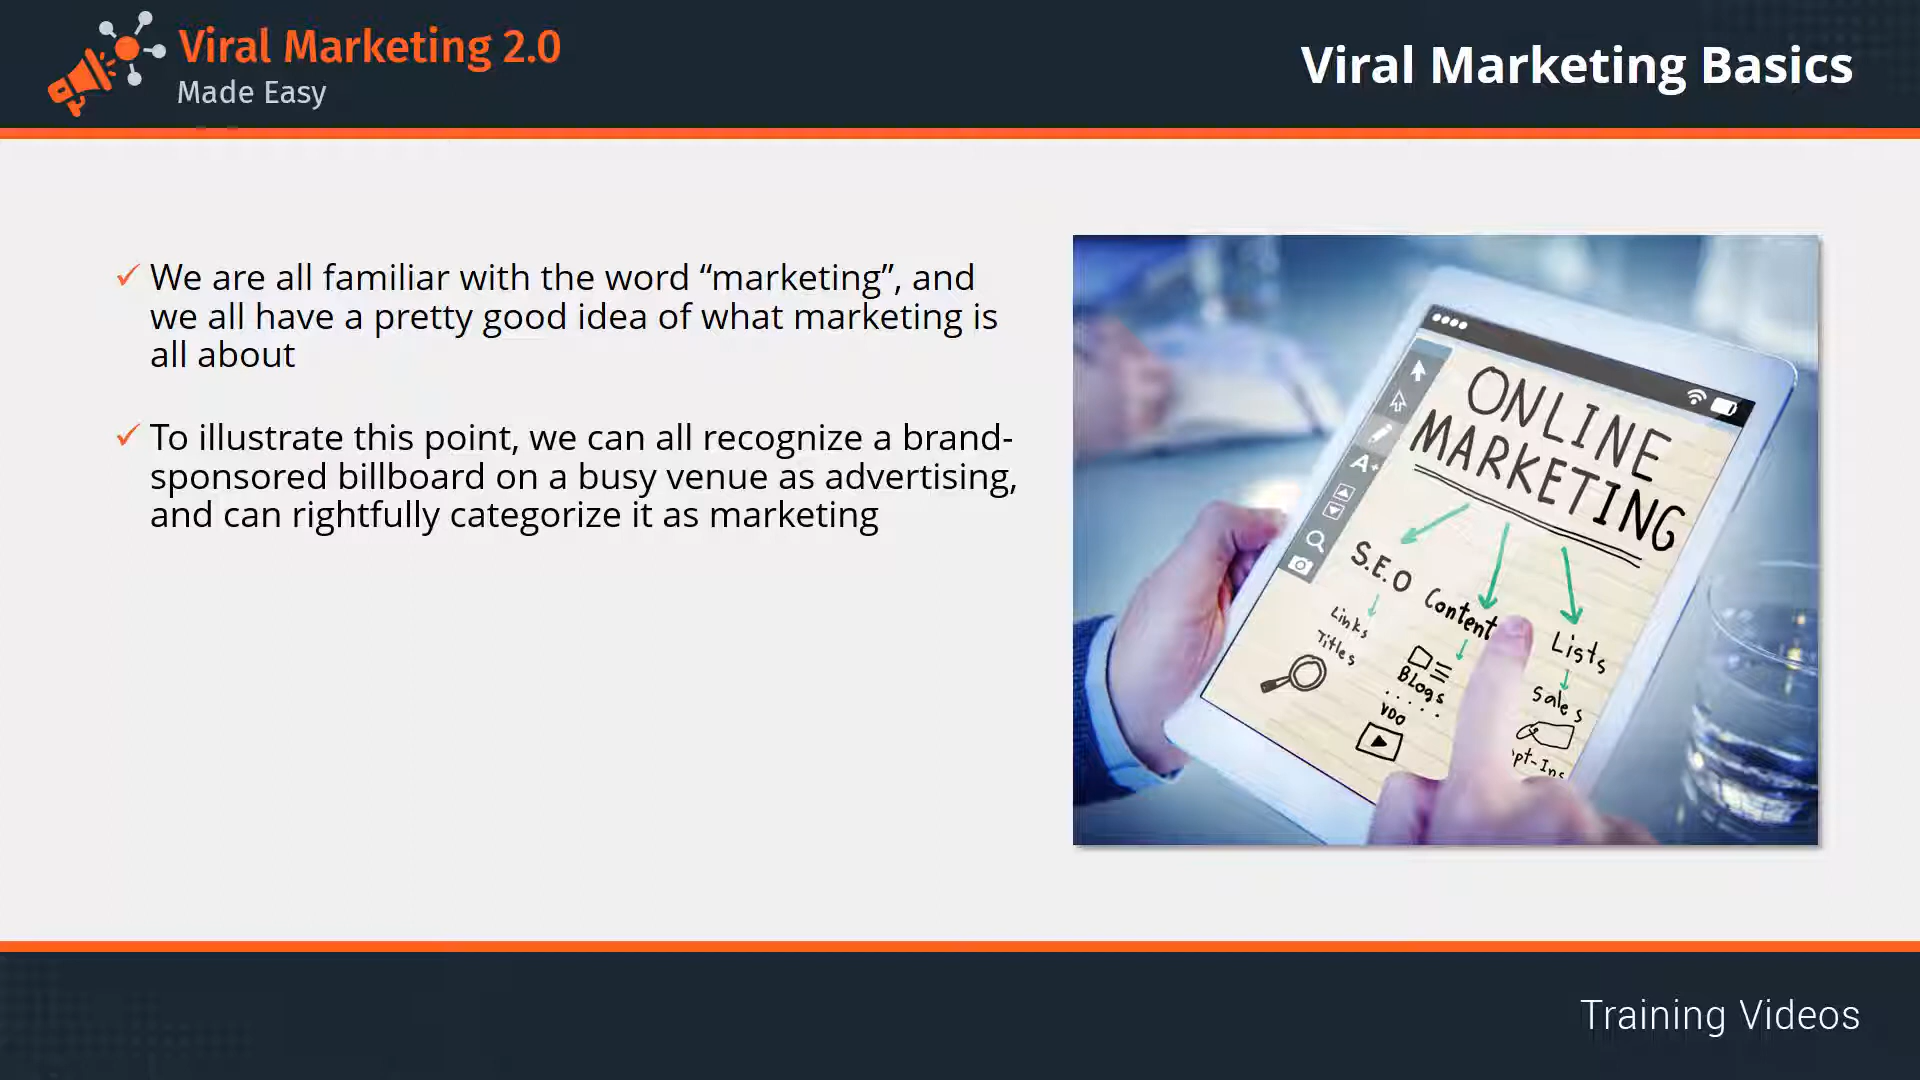 Viral Marketing 2.0
Made Easy
Viral Marketing Basics
✓ We are all familiar with the word “marketing”, and
we all have a pretty good idea of what marketing is
all about
✓ To illustrate this point, we can all recognize a brand-
sponsored billboard on a busy venue as advertising,
and can rightfully categorize it as marketing
ONLINE
MARKETING
S.E.O
Links
Titles
Content
Blogs
VDO
Lists
Sales
pt-Ins
A+
Training Videos